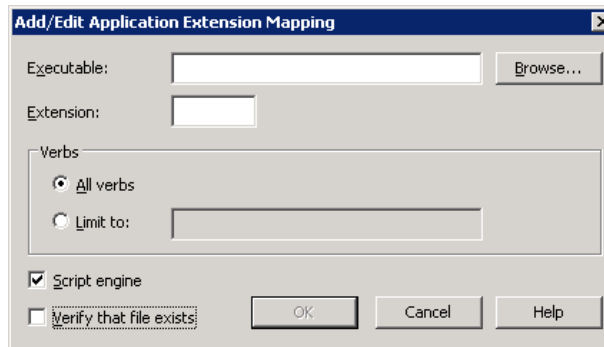 Add/Edit Application Extension Mapping
Executable:
Browse...
Extension:
Verbs
All verbs
Limit to:
Script engine
Verify that file exists
OK
Cancel
Help